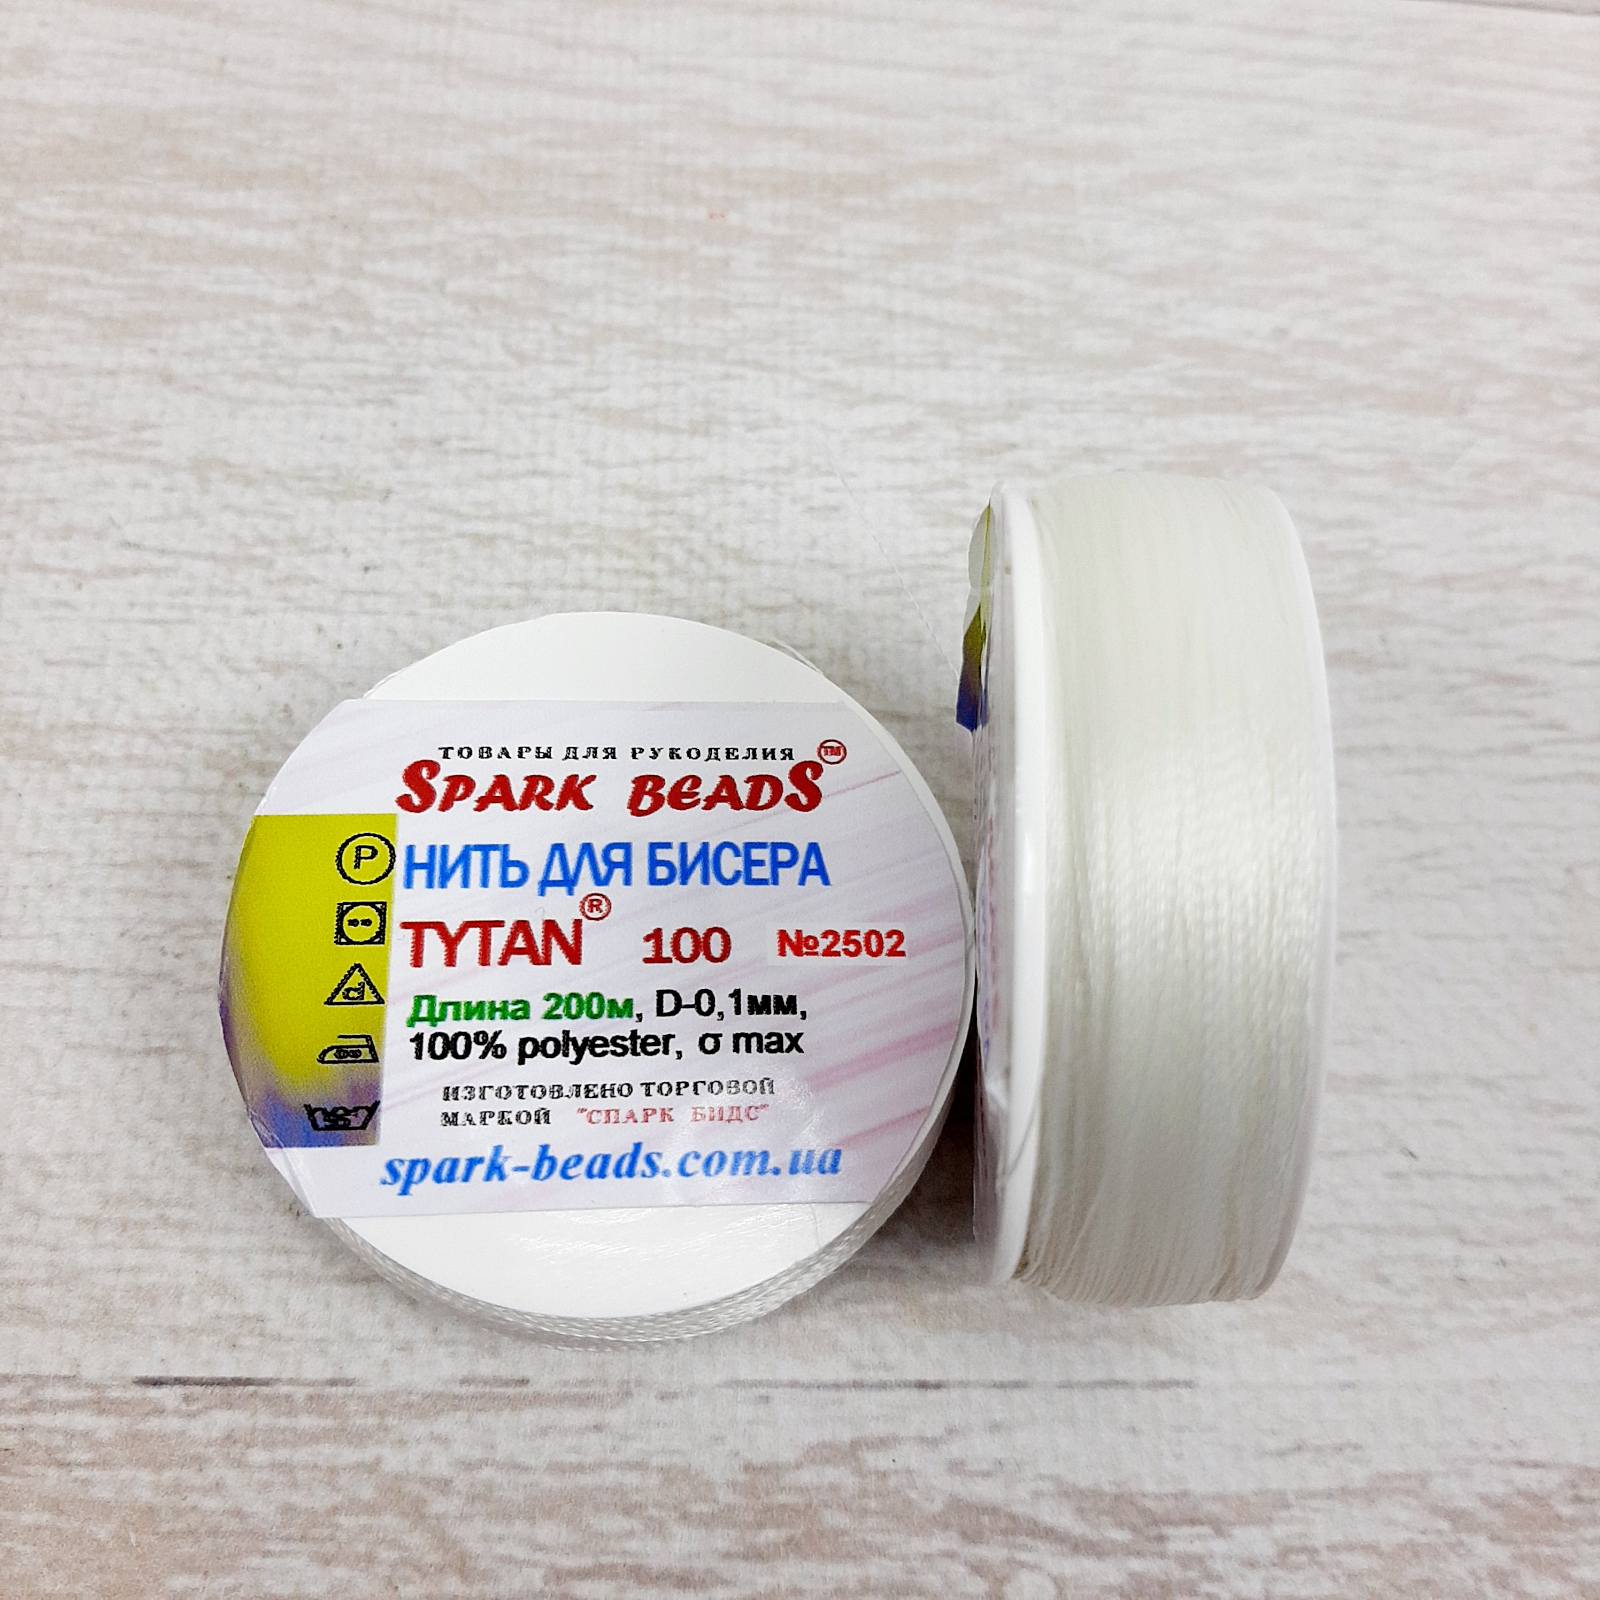 ТОВАРЫ ДЛЯ РУКОДЕЛИЯ
SPARK BEADS™
P
НИТЬ ДЛЯ БИСЕРА
TYTAN® 100 №2502
d
Длина 200м, D-0,1мм,
100% polyester, σ max
ИЗГОТОВЛЕНО ТОРГОВОЙ
МАРКОЙ "СПАРК БИДС"
spark-beads.com.ua